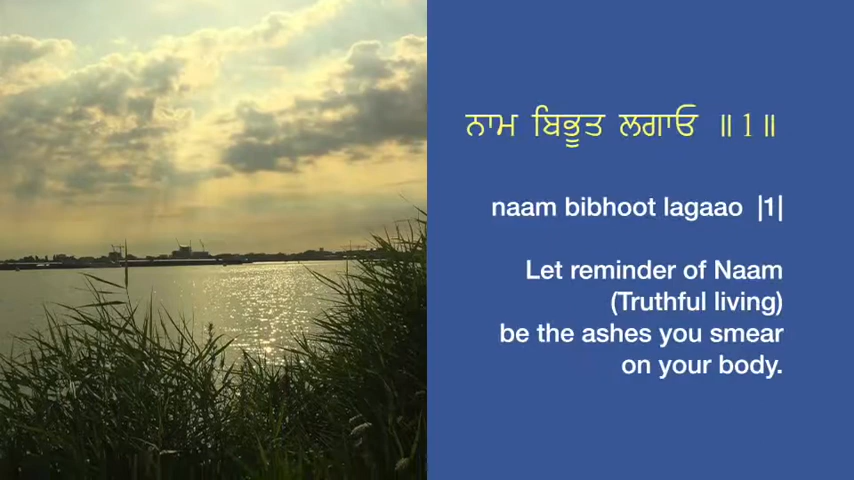 ਨਾਮ ਬਿਭੂਤ ਲਗਾਓ ॥1॥
naam bibhoot lagaao |1|
Let reminder of Naam
(Truthful living)
be the ashes you smear
on your body.